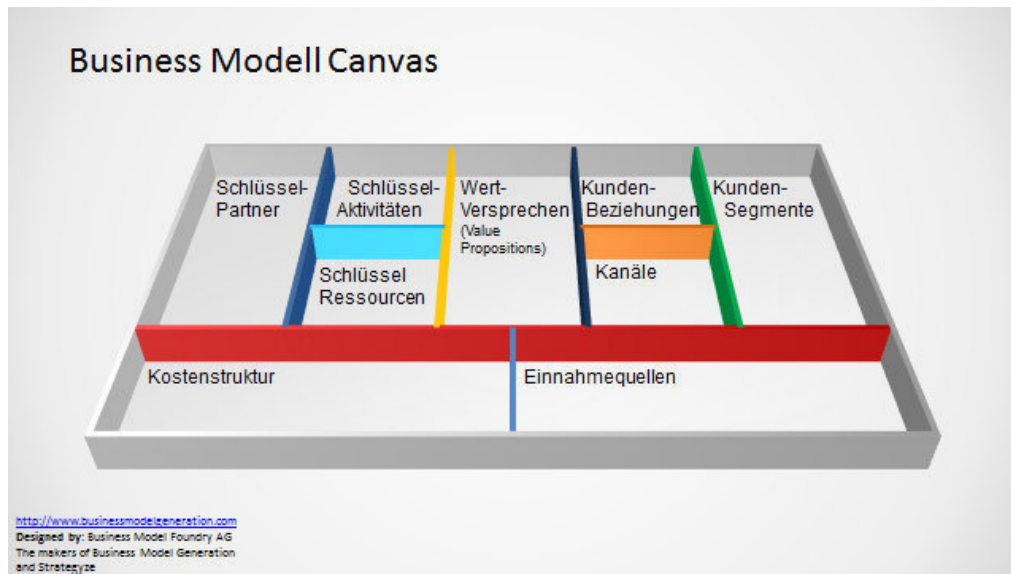 Business Modell Canvas
Schlüssel-
Partner
Schlüssel-
Aktivitäten
Schlüssel
Ressourcen
Wert-
Versprechen
(Value
Propositions)
Kunden-
Beziehungen
Kanäle
Kunden-
Segmente
Kostenstruktur
Einnahmequellen
http://www.businessmodelgeneration.com
Designed by: Business Model Foundry AG
The makers of Business Model Generation
and Strategyze